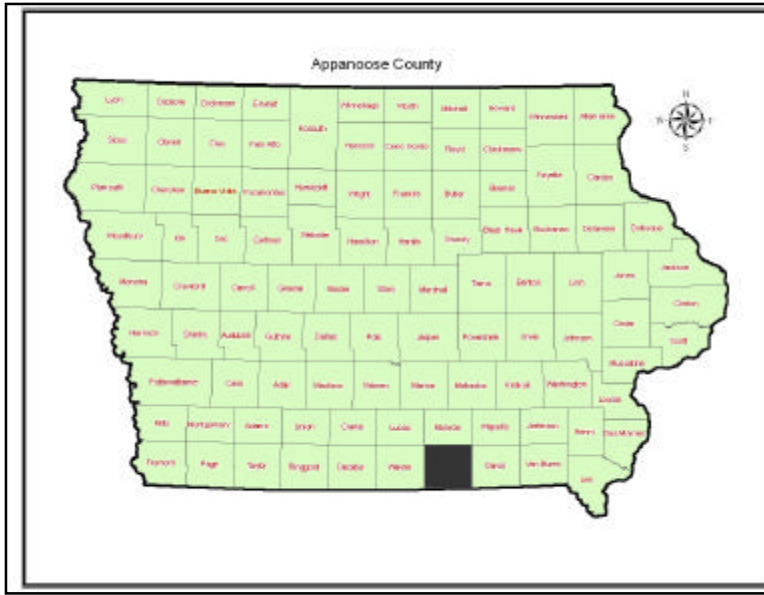 Appanoose County
N
Lyon Osceola Dickinson Emmet Winnebago Worth Mitchell Howard Winneshiek Allamakee
W E
S
Kossuth
Sioux Obrien Clay Palo Alto Hancock Cerro Gordo Floyd Chickasaw
Fayette Clayton
Plymouth Cherokee Buena Vista Pocahontas Humboldt Wright Franklin Butler Bremer
Woodbury Ida Sac Calhoun Webster Hamilton Hardin Grundy Black Hawk Buchanan Delaware Dubuque
Monona Crawford Carroll Greene Boone Story Marshall Tama Benton Linn Jones Jackson
Clinton
Harrison Shelby Audubon Guthrie Dallas Polk Jasper Poweshiek Iowa Johnson Cedar Scott
Muscatine
Pottawattamie Cass Adair Madison Warren Marion Mahaska Keokuk Washington Louisa
Mills Montgomery Adams Union Clarke Lucas Monroe Wapello Jefferson Henry Des Moines
Fremont Page Taylor Ringgold Decatur Wayne Davis Van Buren Lee